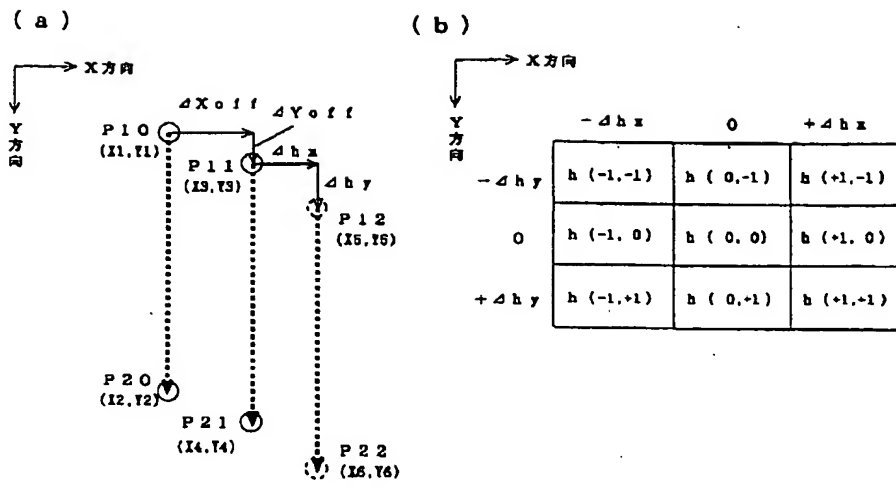 (a)
X方向
Y方向
ΔXoff
ΔYoff
P10
(X1,Y1)
P11
(X3,Y3)
Δhx
Δhy
P12
(X5,Y5)
P20
(X2,Y2)
P21
(X4,Y4)
P22
(X6,Y6)
(b)
X方向
Y方向
-Δhx 0 +Δhx
-Δhy h(-1,-1) h(0,-1) h(+1,-1)
0 h(-1,0) h(0,0) h(+1,0)
+Δhy h(-1,+1) h(0,+1) h(+1,+1)